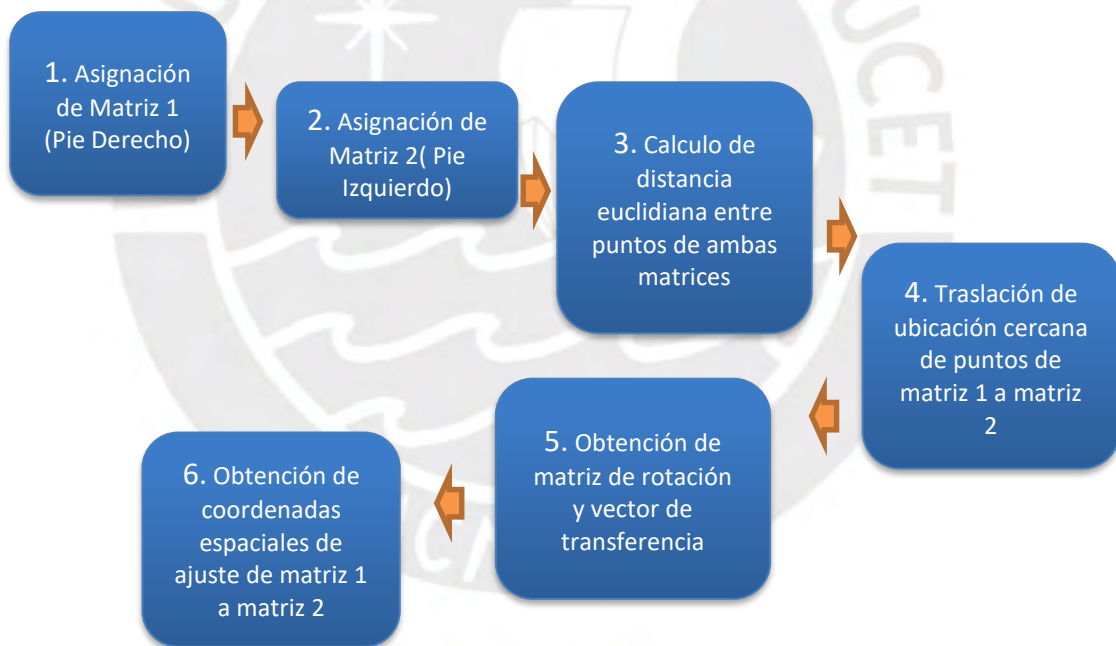 1. Asignación
de Matriz 1
(Pie Derecho)
2. Asignación de
Matriz 2( Pie
Izquierdo)
3. Calculo de
distancia
euclidiana entre
puntos de ambas
matrices
4. Traslación de
ubicación cercana
de puntos de
matriz 1 a matriz
2
5. Obtención de
matriz de rotación
y vector de
transferencia
6. Obtención de
coordenadas
espaciales de
ajuste de matriz 1
a matriz 2